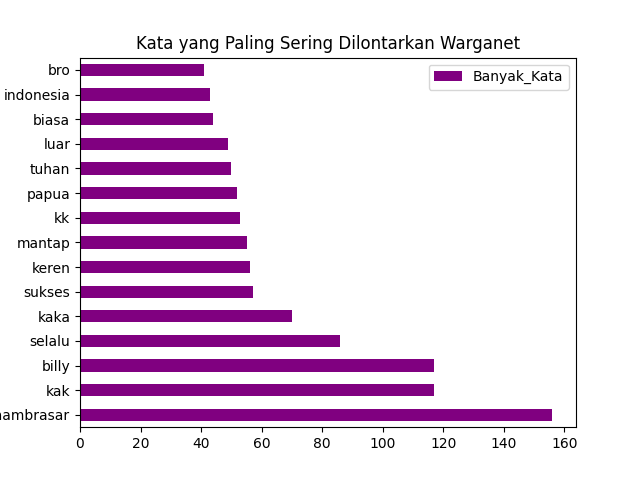 Kata yang Paling Sering Dilontarkan Warganet
Banyak_Kata
bro
indonesia
biasa
luar
tuhan
papua
kk
mantap
keren
sukses
kaka
selalu
billy
kak
ambrasar
0 20 40 60 80 100 120 140 160